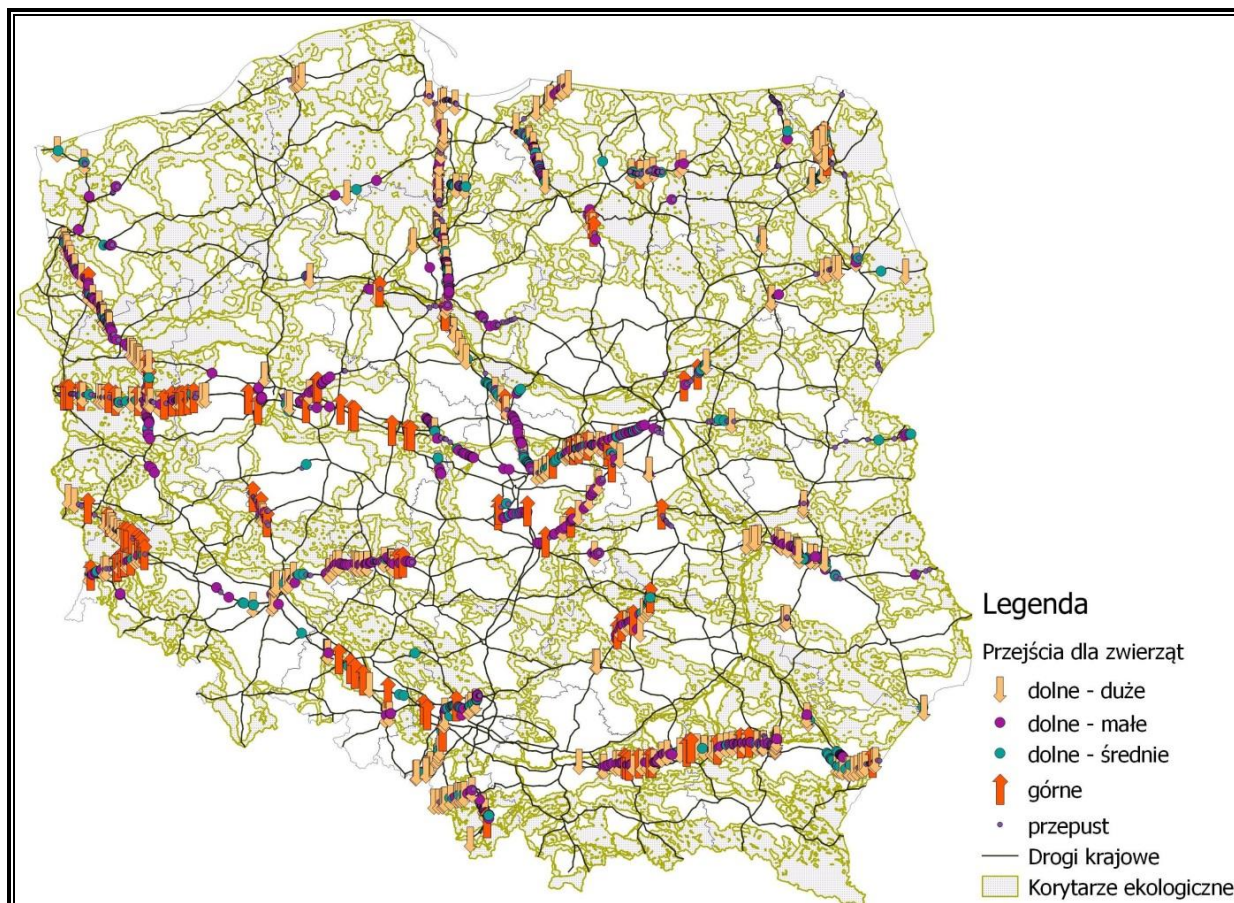 Legenda
Przejścia dla zwierząt
dolne - duże
dolne - małe
dolne - średnie
górne
przepust
Drogi krajowe
Korytarze ekologiczne